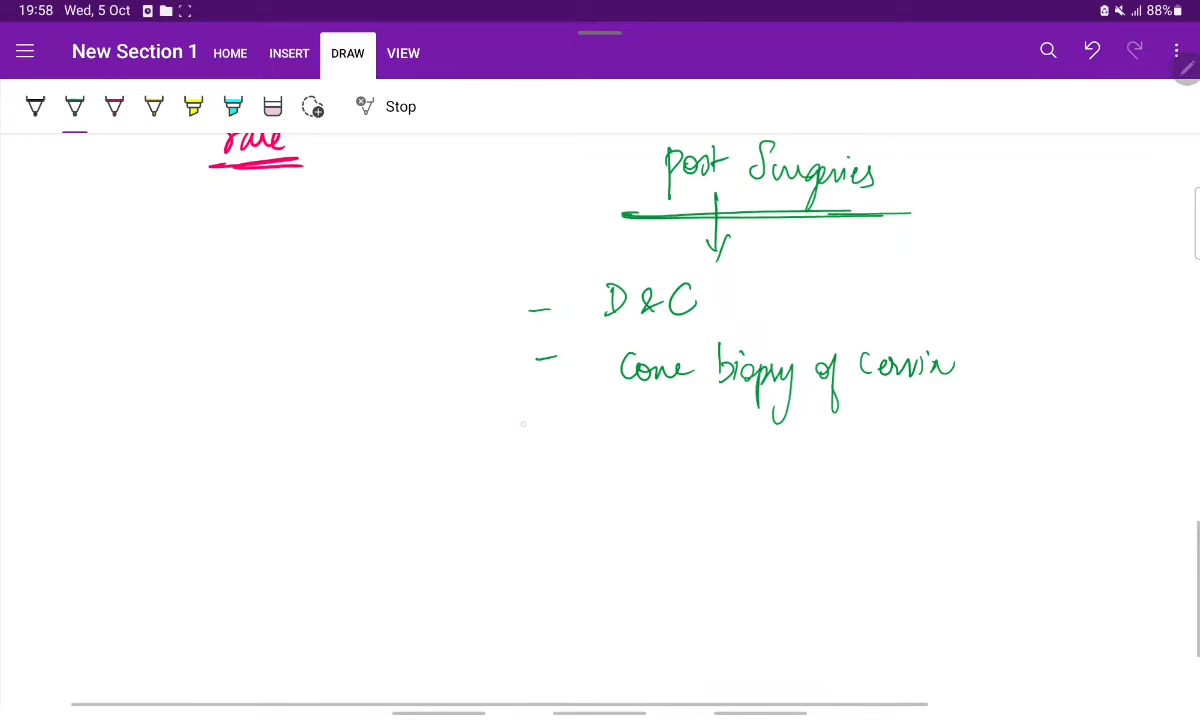 19:58 Wed, 5 Oct 88%
New Section 1 HOME INSERT DRAW VIEW
Stop
rare
Post Surgeries
- D & C
- Cone biopsy of Cervix